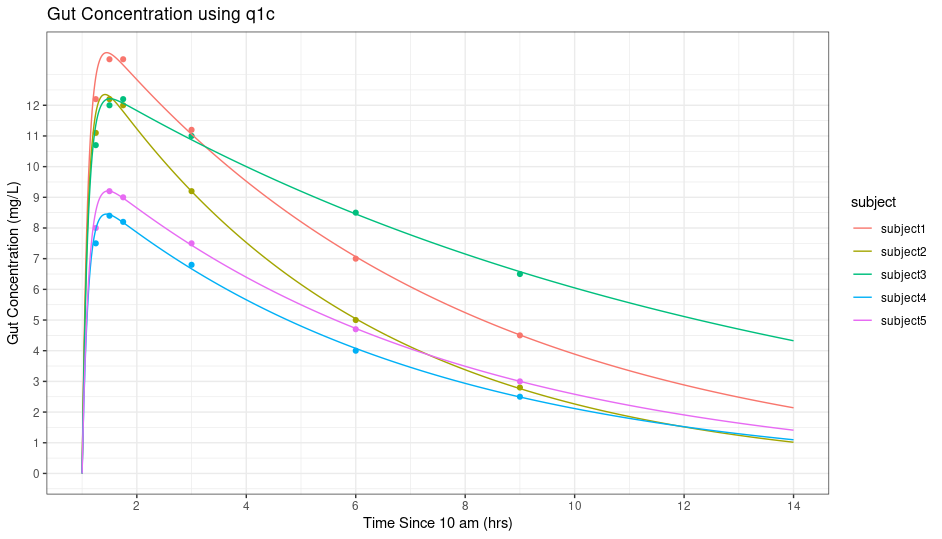 Gut Concentration using q1c
Gut Concentration (mg/L)
12
11
10
9
8
7
6
5
4
3
2
1
0
2 4 6 8 10 12 14
Time Since 10 am (hrs)
subject
subject1
subject2
subject3
subject4
subject5